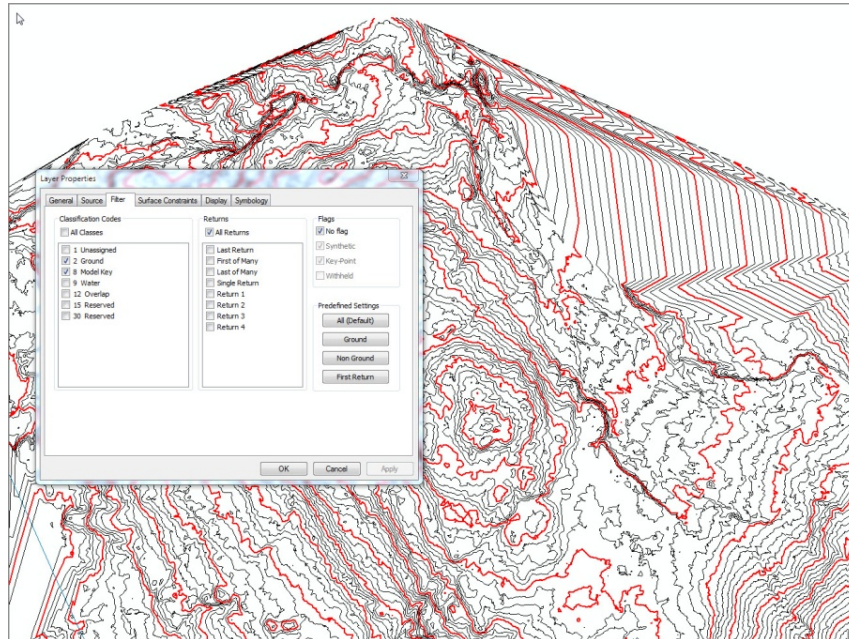 Layer Properties
General Source Filter Surface Constraints Display Symbology
Classification Codes
All Classes
1 Unassigned
2 Ground
8 Model Key
9 Water
12 Overlap
15 Reserved
30 Reserved
Returns
All Returns
Last Return
First of Many
Last of Many
Single Return
Return 1
Return 2
Return 3
Return 4
Flags
No flag
Synthetic
Key-Point
Withheld
Predefined Settings
All (Default)
Ground
Non Ground
First Return
OK Cancel Apply